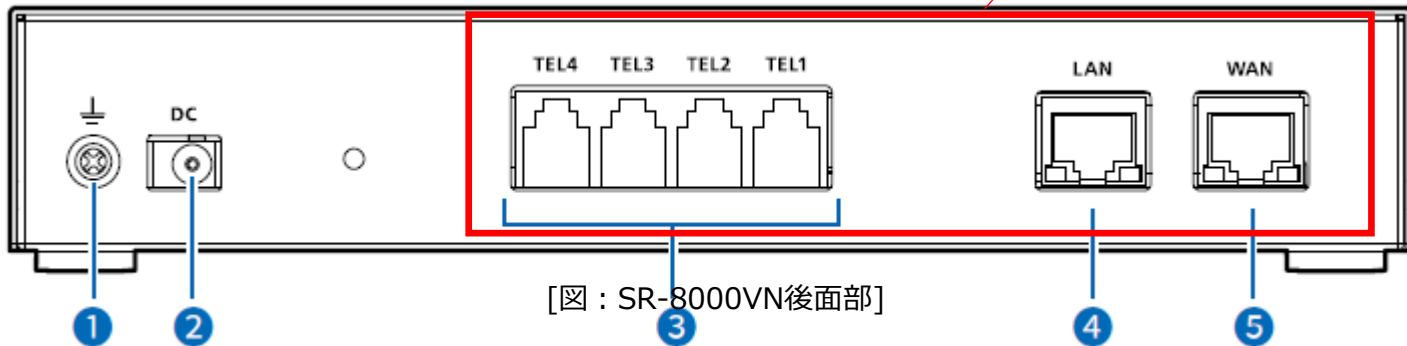 TEL4 TEL3 TEL2 TEL1
LAN WAN
DC
[図：SR-8000VN後面部]
1 2 3 4 5